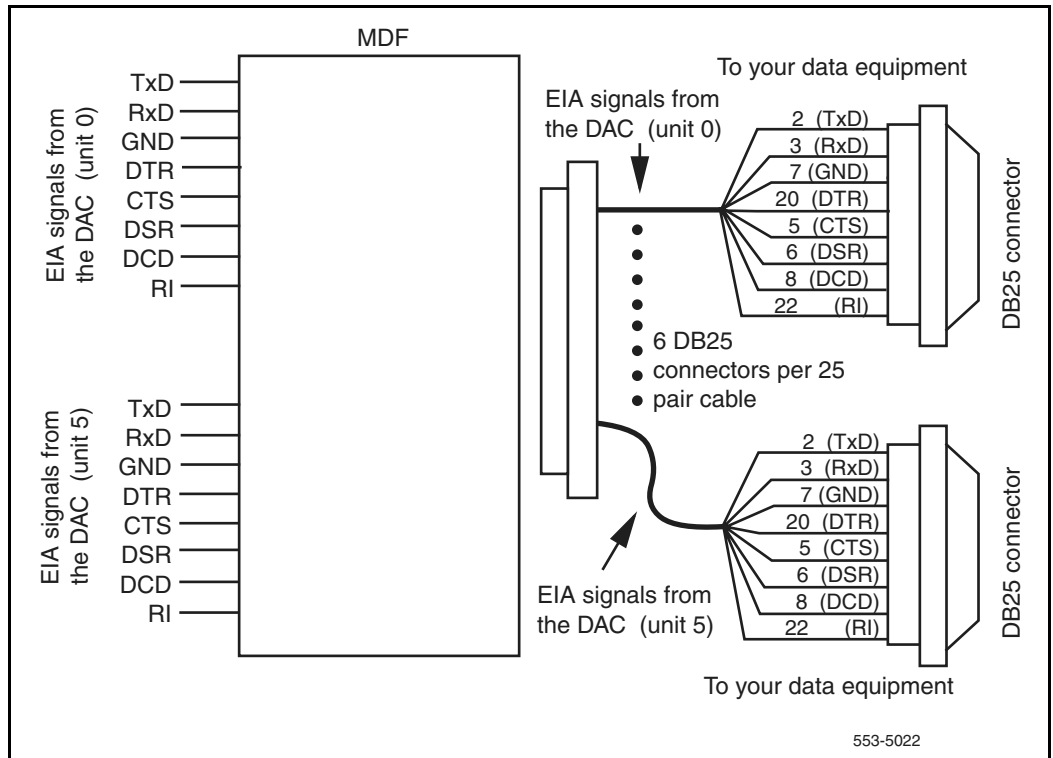 MDF
To your data equipment
EIA signals from
the DAC (unit 0)
TxD
RxD
GND
DTR
CTS
DSR
DCD
RI
EIA signals from
the DAC (unit 0)
2 (TxD)
3 (RxD)
7 (GND)
20 (DTR)
5 (CTS)
6 (DSR)
8 (DCD)
22 (RI)
DB25 connector
6 DB25
connectors per 25
pair cable
EIA signals from
the DAC (unit 5)
TxD
RxD
GND
DTR
CTS
DSR
DCD
RI
2 (TxD)
3 (RxD)
7 (GND)
20 (DTR)
5 (CTS)
6 (DSR)
8 (DCD)
22 (RI)
DB25 connector
EIA signals from
the DAC (unit 5)
To your data equipment
553-5022